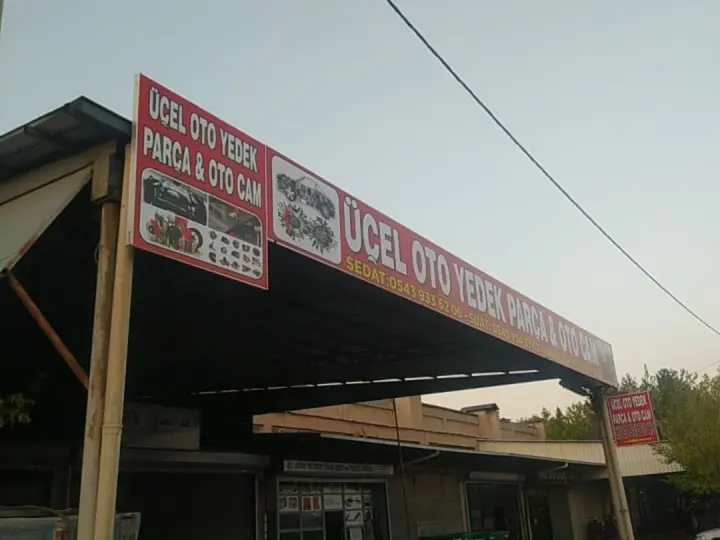 ÜÇEL OTO YEDEK
PARÇA & OTO CAM
ÜÇEL OTO YEDEK PARÇA & OTO CAM
SEDAT:0543 933 62 06 - SUAT:
ÜÇEL OTO YEDEK
PARÇA & OTO CAM